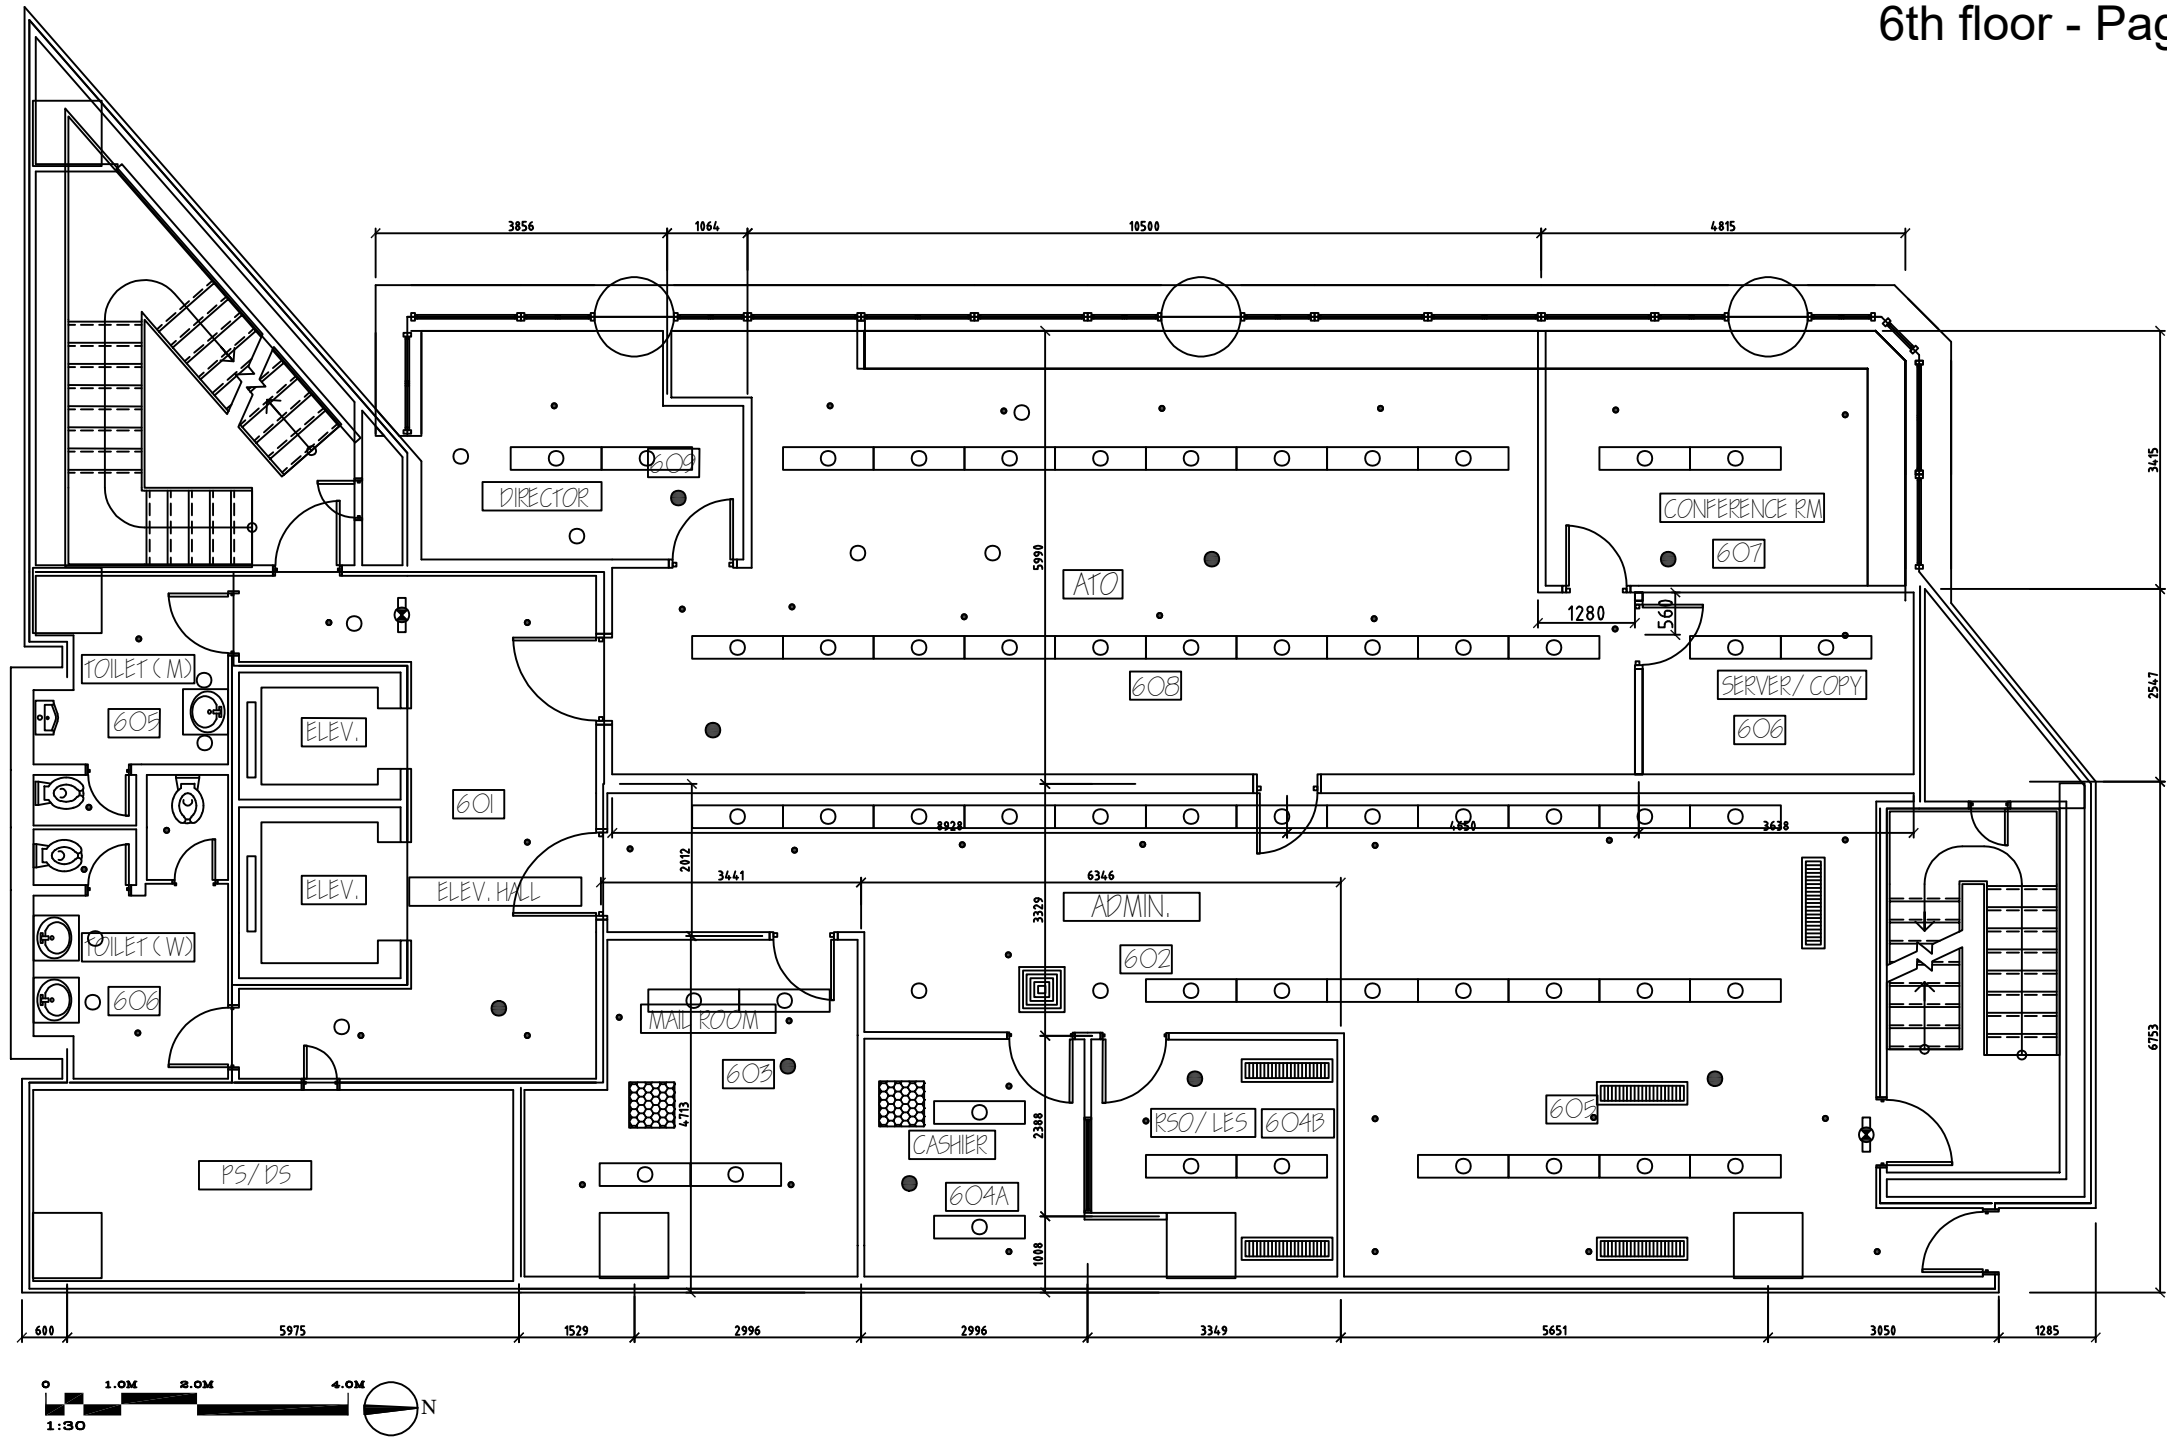 6th floor - Pag
3856
1064
10500
4815
3415
609
DIRECTOR
CONFERENCE RM
607
5990
ATO
1280
560
TOILET (M)
605
ELEV.
608
SERVER/ COPY
606
2547
601
8928
4650
3638
2012
3441
6346
ELEV.
ELEV. HALL
ADMIN.
3329
TOILET (W)
606
602
MAIL ROOM
603
6753
4713
2388
CASHIER
RSO/ LES
604B
605
PS/ DS
604A
1008
600
5975
1529
2996
2996
3349
5651
3050
1285
0
1.0M
2.0M
4.0M
N
1:30